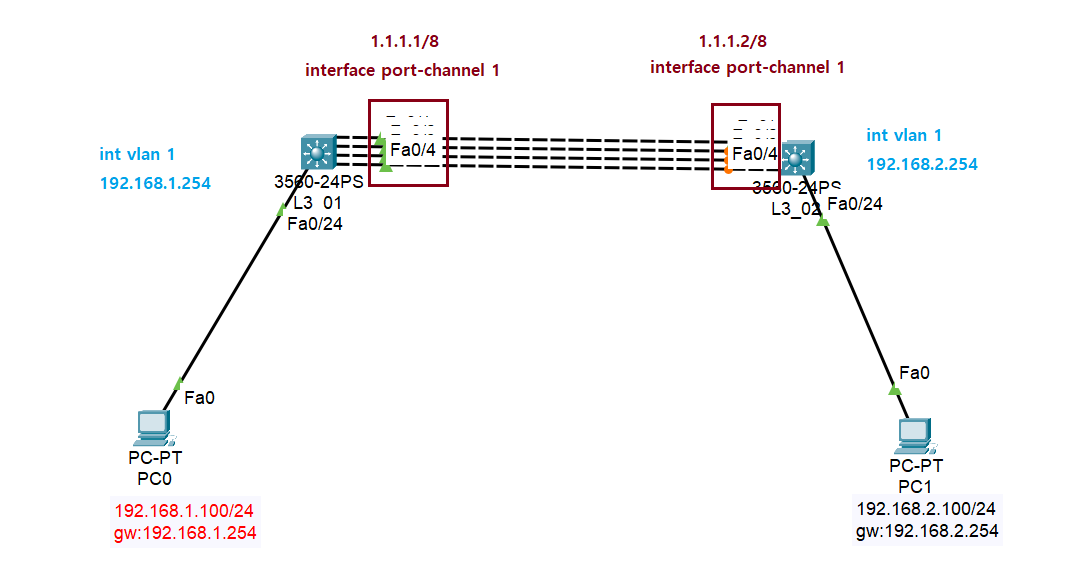 1.1.1.1/8
interface port-channel 1
1.1.1.2/8
interface port-channel 1
int vlan 1
192.168.1.254
Fa0/4
3560-24PS
L3_01
Fa0/24
Fa0/4
3560-24PS
L3_02
Fa0/24
int vlan 1
192.168.2.254
Fa0
PC-PT
PC0
192.168.1.100/24
gw:192.168.1.254
Fa0
PC-PT
PC1
192.168.2.100/24
gw:192.168.2.254